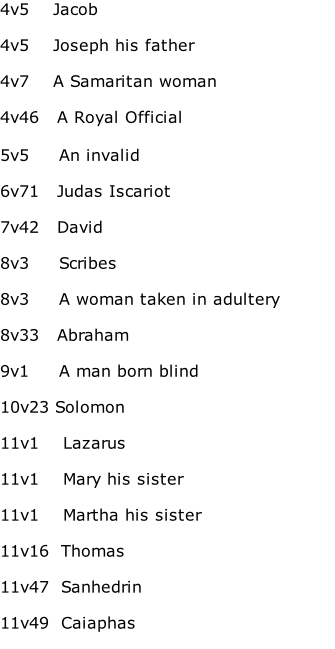 4v5 Jacob
4v5 Joseph his father
4v7 A Samaritan woman
4v46 A Royal Official
5v5 An invalid
6v71 Judas Iscariot
7v42 David
8v3 Scribes
8v3 A woman taken in adultery
8v33 Abraham
9v1 A man born blind
10v23 Solomon
11v1 Lazarus
11v1 Mary his sister
11v1 Martha his sister
11v16 Thomas
11v47 Sanhedrin
11v49 Caiaphas